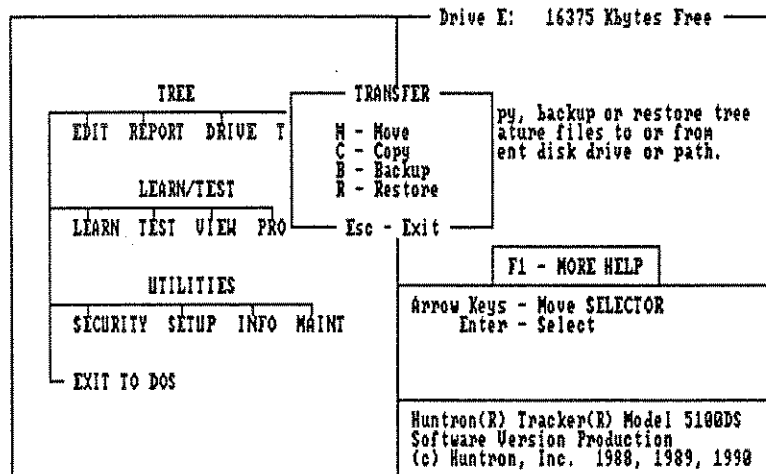 Drive E: 16375 Kbytes Free
TREE
EDIT REPORT DRIVE T
TRANSFER
M - Move
C - Copy
B - Backup
R - Restore
Esc - Exit
py, backup or restore tree
ature files to or from
ent disk drive or path.
LEARN/TEST
LEARN TEST VIEW PRO
F1 - MORE HELP
UTILITIES
SECURITY SETUP INFO MAINT
Arrow Keys - Move SELECTOR
Enter - Select
EXIT TO DOS
Huntron(R) Tracker(R) Model 5100DS
Software Version Production
(c) Huntron, Inc. 1988, 1989, 1990